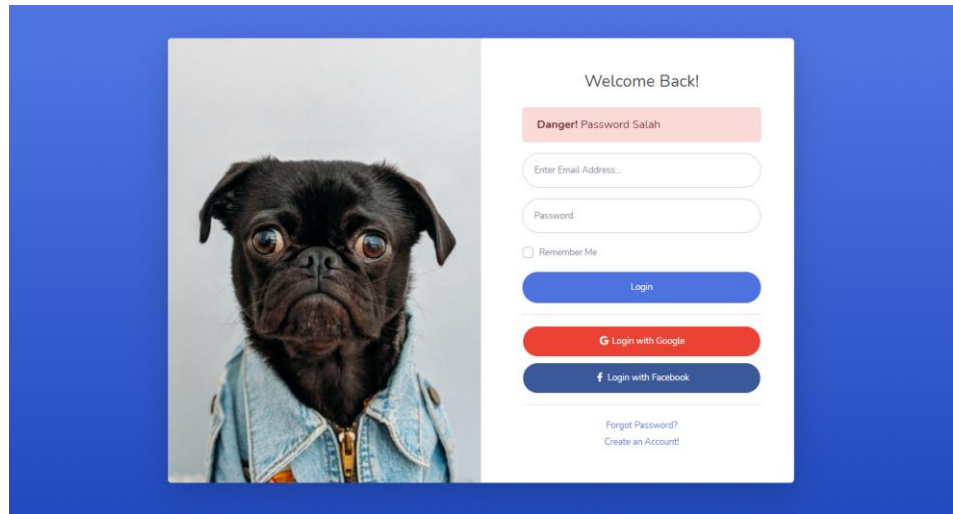 Welcome Back!
Danger! Password Salah
Enter Email Address...
Password
Remember Me
Login
Login with Google
Login with Facebook
Forgot Password?
Create an Account!